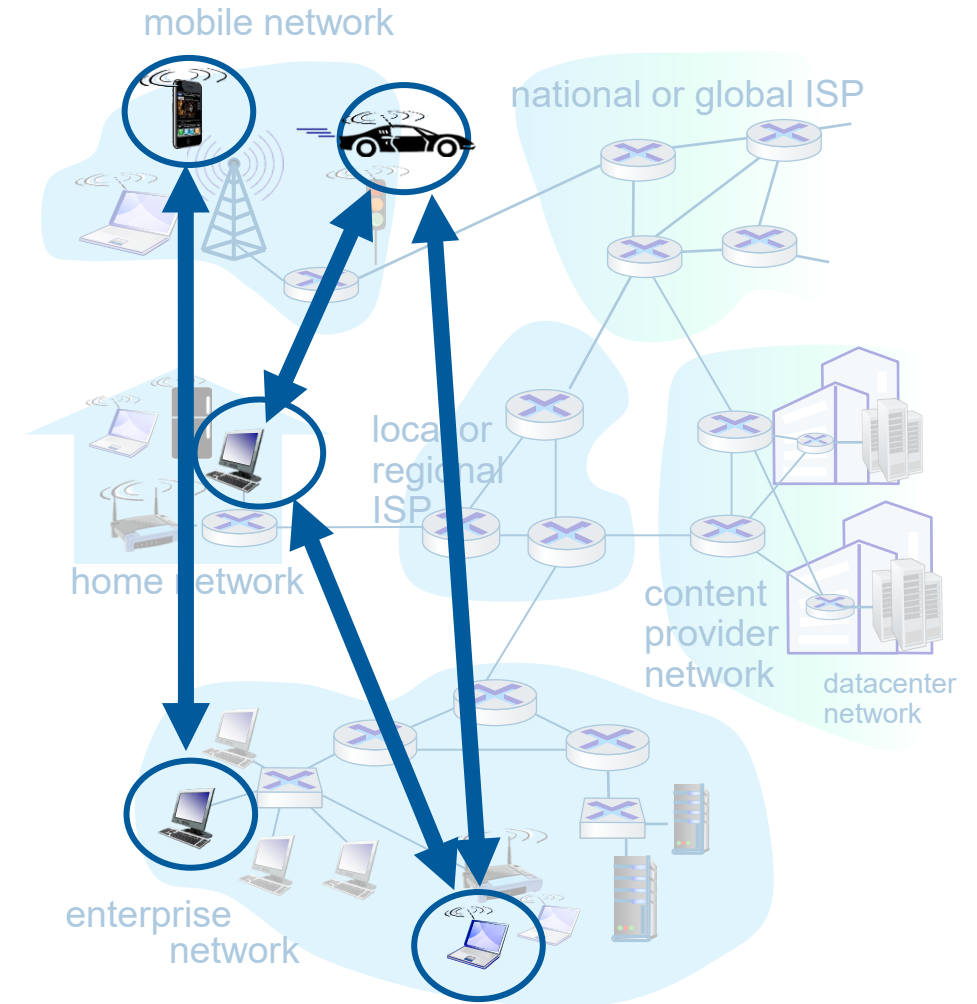 mobile network
national or global ISP
local or
regional
ISP
home network
content
provider
network
datacenter
network
enterprise
network